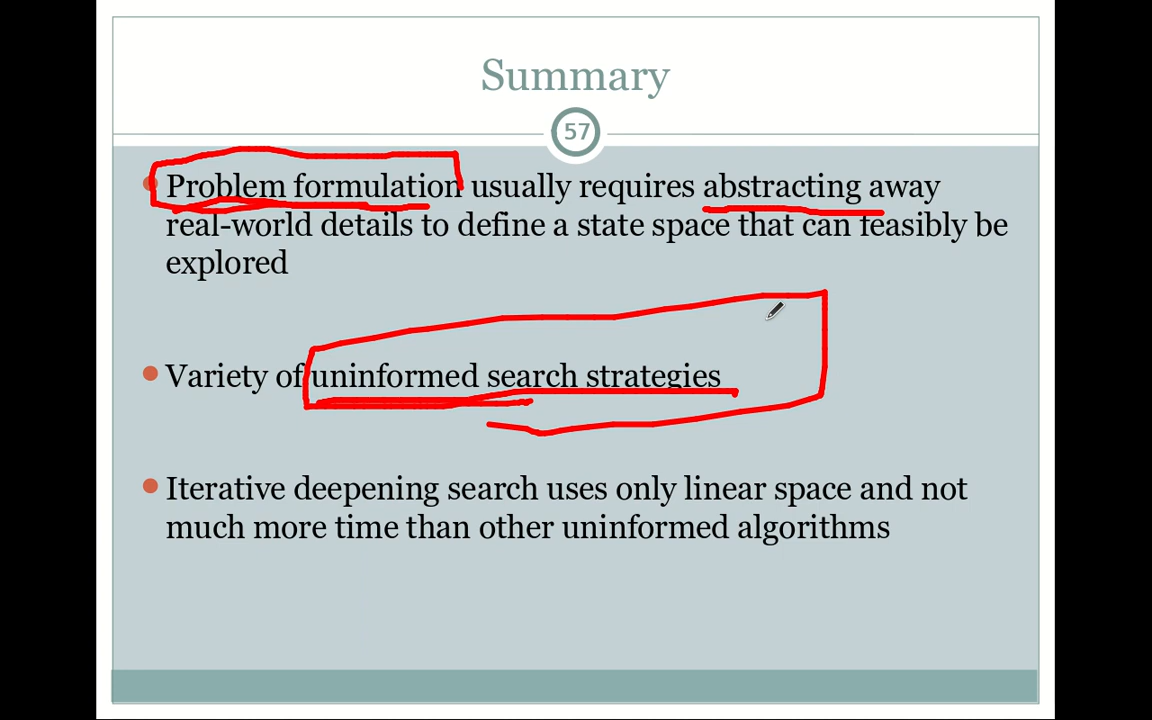 Summary
57
Problem formulation usually requires abstracting away
real-world details to define a state space that can feasibly be
explored
Variety of uninformed search strategies
Iterative deepening search uses only linear space and not
much more time than other uninformed algorithms